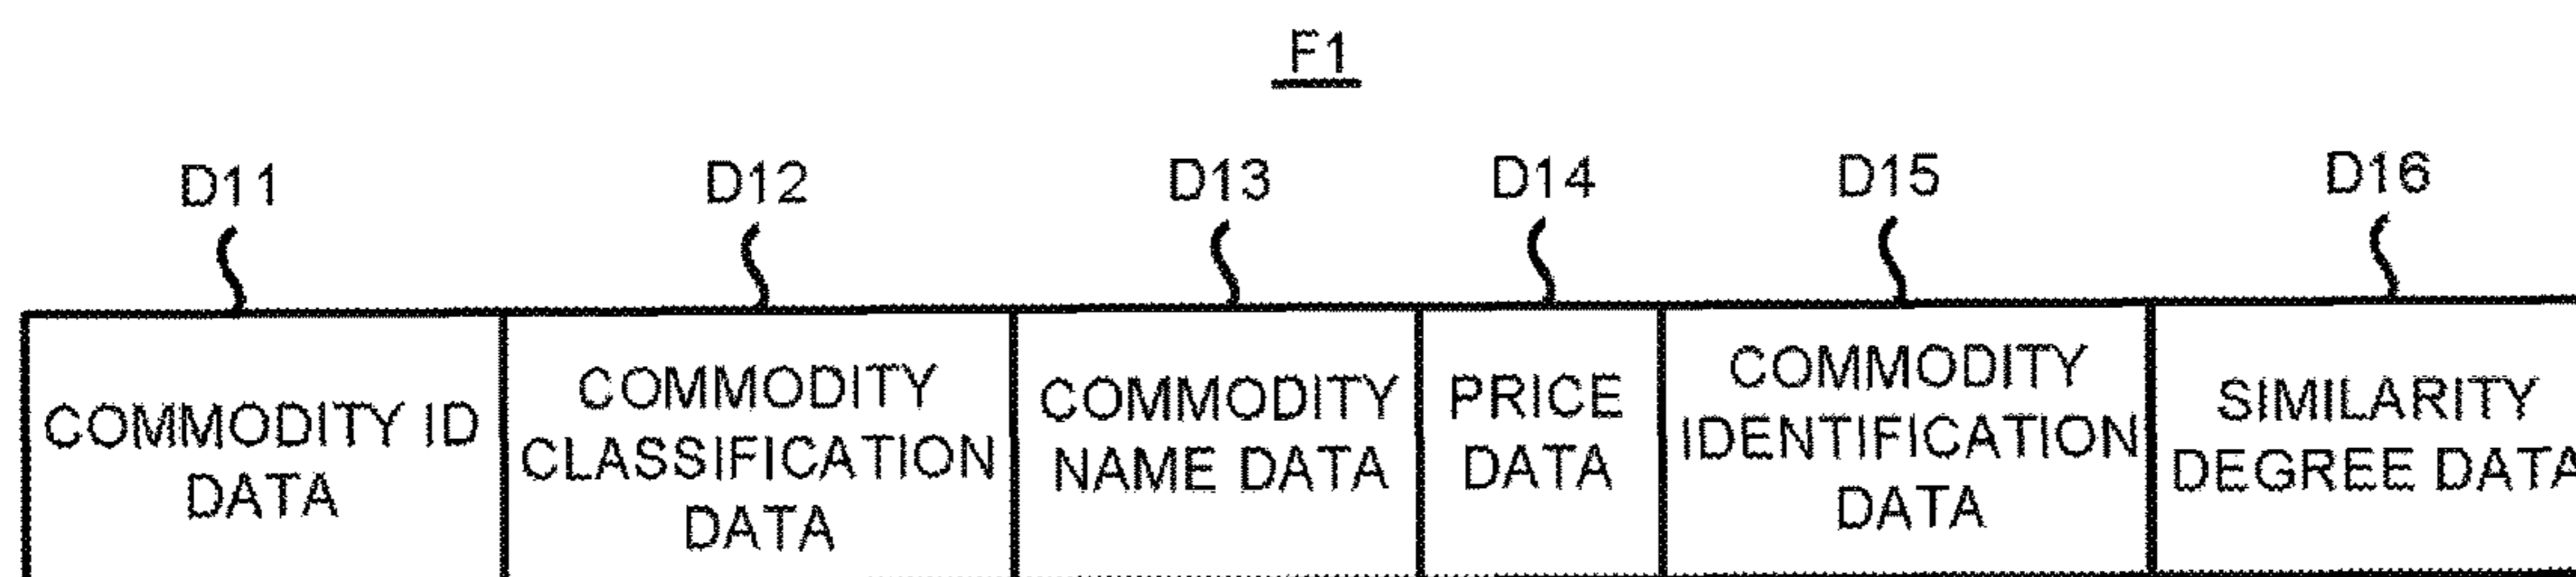 F1
D11 D12 D13 D14 D15 D16
COMMODITY ID
DATA
COMMODITY
CLASSIFICATION
DATA
COMMODITY
NAME DATA
PRICE
DATA
COMMODITY
IDENTIFICATION
DATA
SIMILARITY
DEGREE DATA